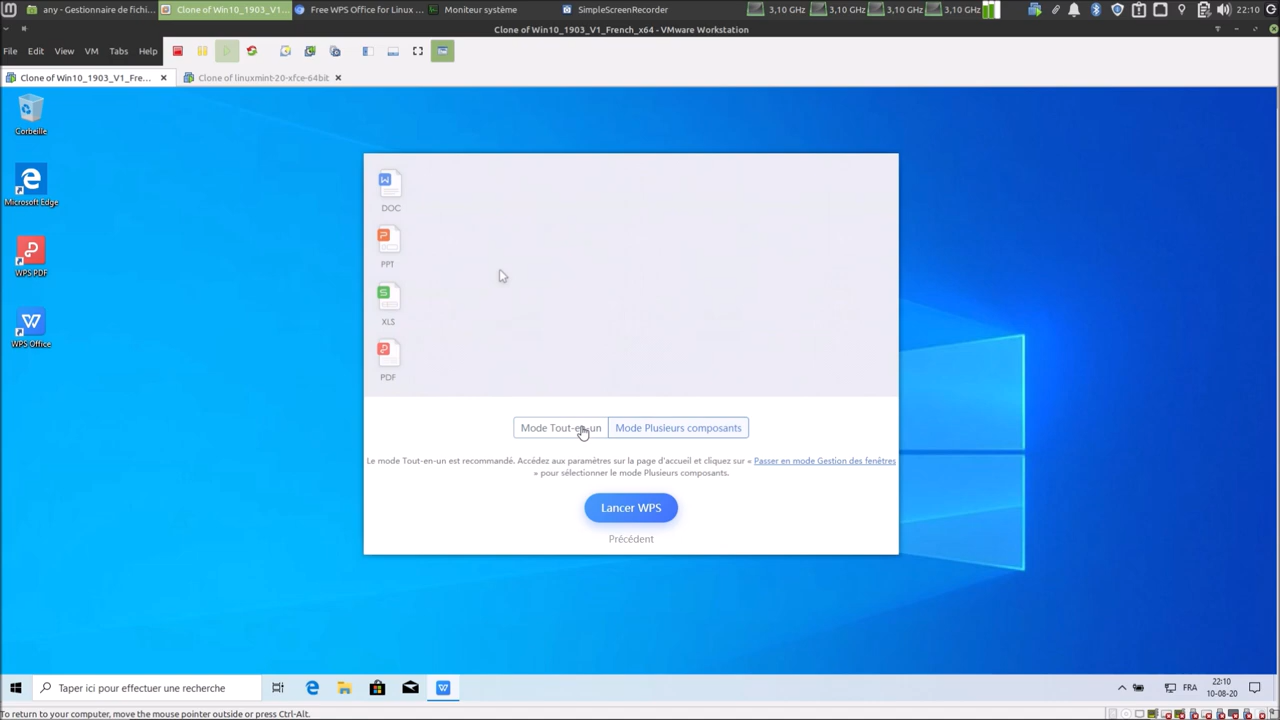 any - Gestionnaire de fichi...
Clone of Win10_1903_V1...
Free WPS Office for Linux ...
Moniteur système
SimpleScreenRecorder
3,10 GHz
3,10 GHz
3,10 GHz
3,10 GHz
22:10
Clone of Win10_1903_V1_French_x64 - VMware Workstation
File Edit View VM Tabs Help
Clone of Win10_1903_V1_Fre...
Clone of linuxmint-20-xfce-64bit
Corbeille
Microsoft Edge
WPS PDF
WPS Office
W
DOC
P
PPT
S
XLS
PDF
Mode Tout-en-un
Mode Plusieurs composants
Le mode Tout-en-un est recommandé. Accédez aux paramètres sur la page d'accueil et cliquez sur « Passer en mode Gestion des fenêtres
» pour sélectionner le mode Plusieurs composants.
Lancer WPS
Précédent
Taper ici pour effectuer une recherche
FRA
22:10
10-08-20
To return to your computer, move the mouse pointer outside or press Ctrl-Alt.